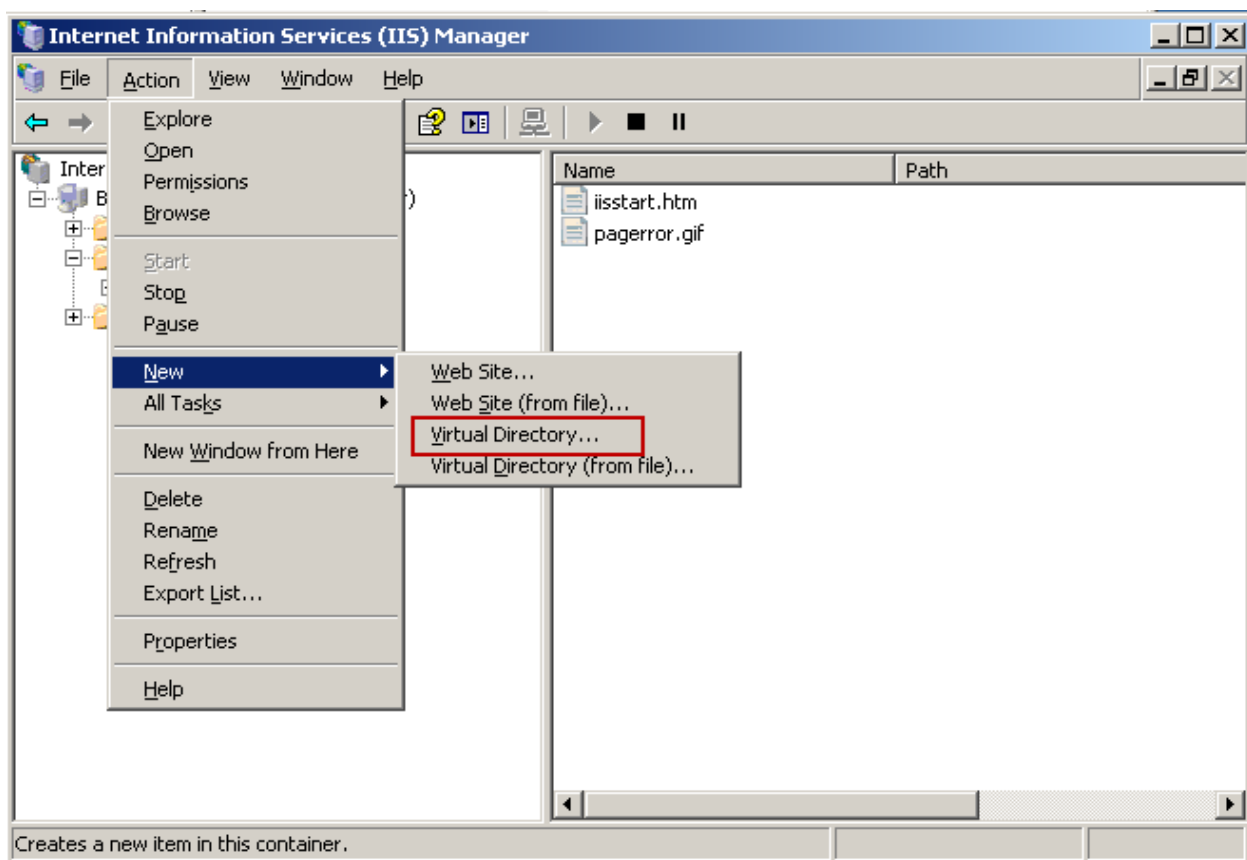 Internet Information Services (IIS) Manager
File Action View Window Help
Explore
Open
Permissions
Browse
Start
Stop
Pause
New
All Tasks
New Window from Here
Delete
Rename
Refresh
Export List...
Properties
Help
Web Site...
Web Site (from file)...
Virtual Directory...
Virtual Directory (from file)...
Name Path
iisstart.htm
pagerror.gif
Creates a new item in this container.